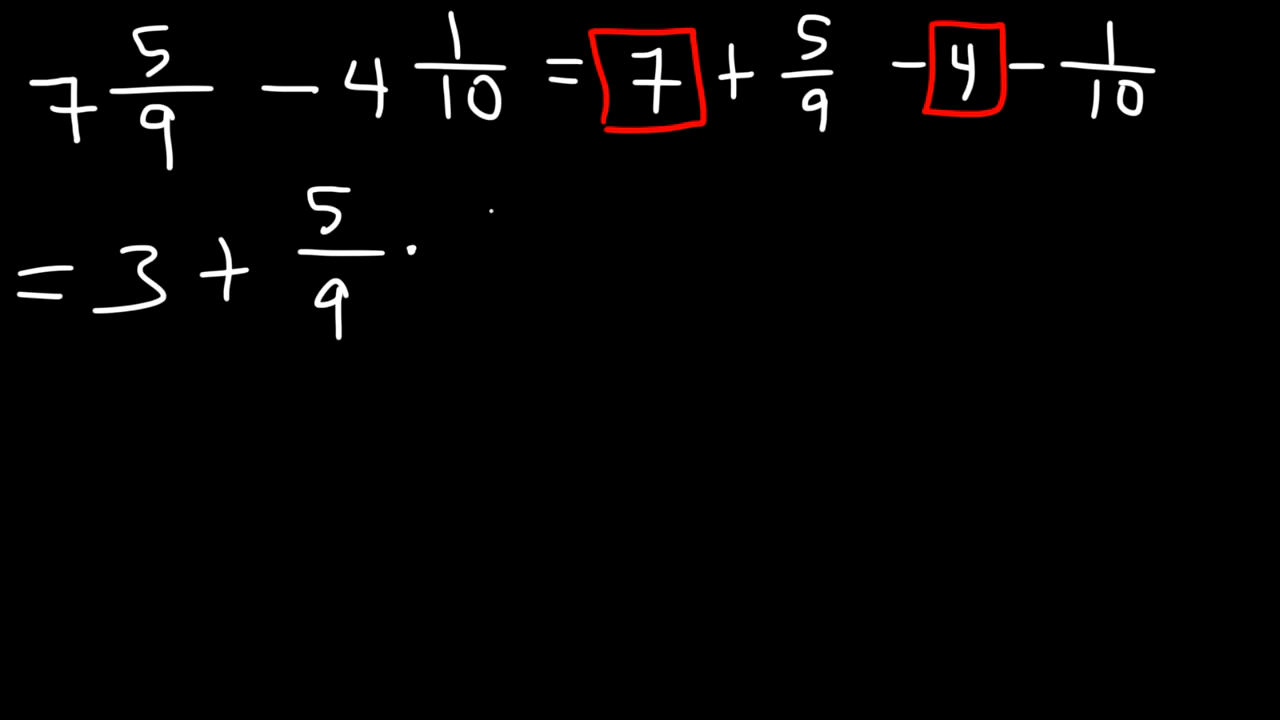 7 5/9 − 4 1/10 = 7 + 5/9 − 4 − 1/10
= 3 + 5/9 ·